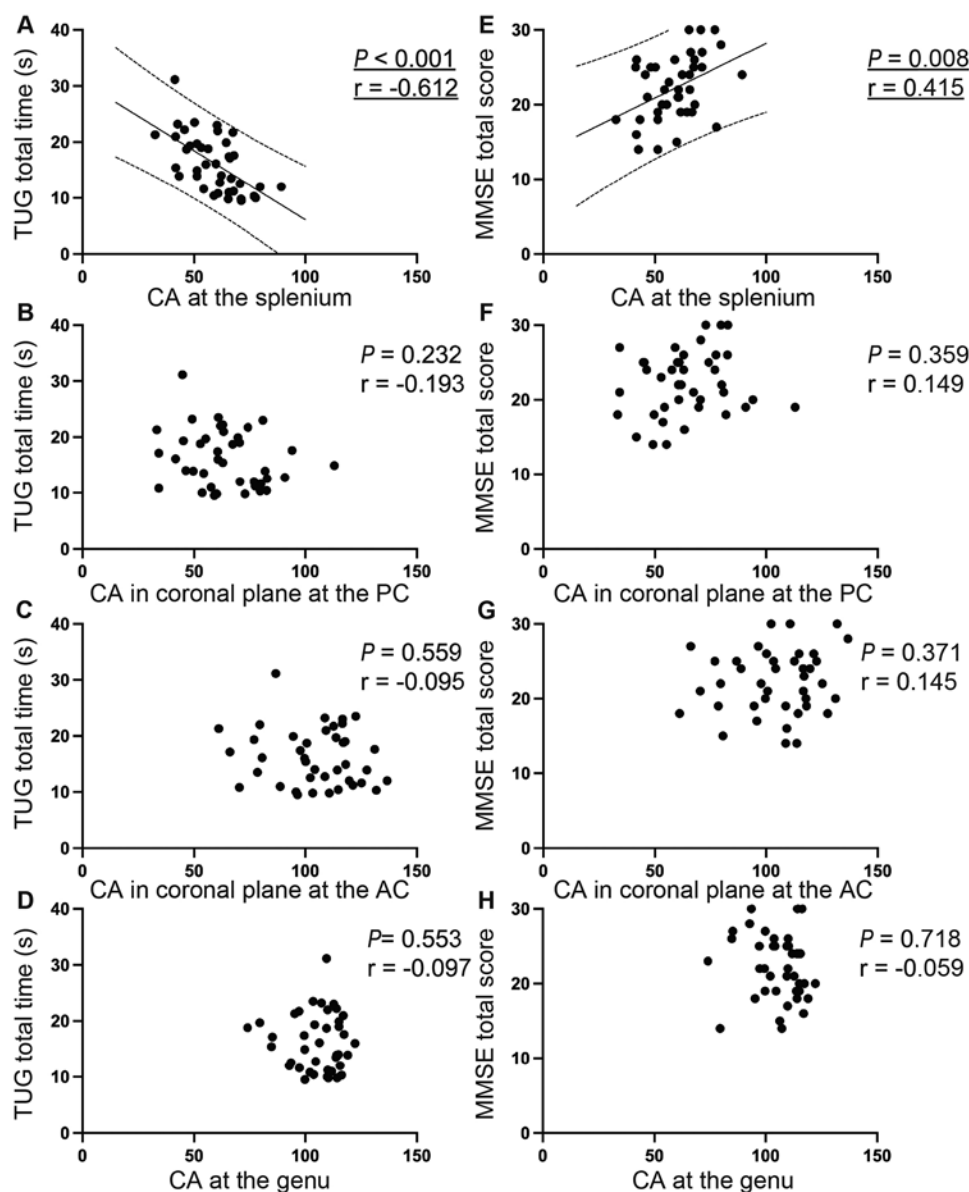 A
TUG total time (s)
40
30
20
10
0
P < 0.001
r = -0.612
0
50
100
150
CA at the splenium
E
MMSE total score
30
20
10
0
P = 0.008
r = 0.415
0
50
100
150
CA at the splenium
B
TUG total time (s)
40
30
20
10
0
P = 0.232
r = -0.193
0
50
100
150
CA in coronal plane at the PC
F
MMSE total score
30
20
10
0
P = 0.359
r = 0.149
0
50
100
150
CA in coronal plane at the PC
C
TUG total time (s)
40
30
20
10
0
P = 0.559
r = -0.095
0
50
100
150
CA in coronal plane at the AC
G
MMSE total score
30
20
10
0
P = 0.371
r = 0.145
0
50
100
150
CA in coronal plane at the AC
D
TUG total time (s)
40
30
20
10
0
P= 0.553
r = -0.097
0
50
100
150
CA at the genu
H
MMSE total score
30
20
10
0
P = 0.718
r = -0.059
0
50
100
150
CA at the genu